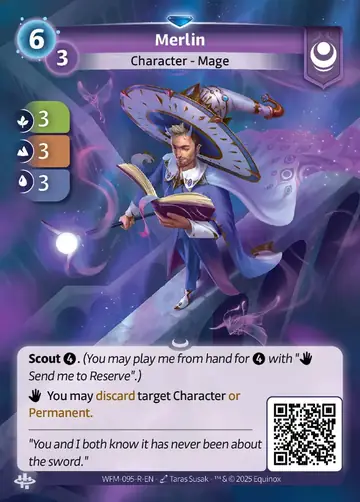 6
Merlin
3
Character - Mage
3
3
3
Scout 4. (You may play me from hand for 4 with "
Send me to Reserve".)
You may discard target Character or
Permanent.
"You and I both know it has never been about
the sword."
WFM-095-R-EN - Taras Susak - ™ & © 2025 Equinox